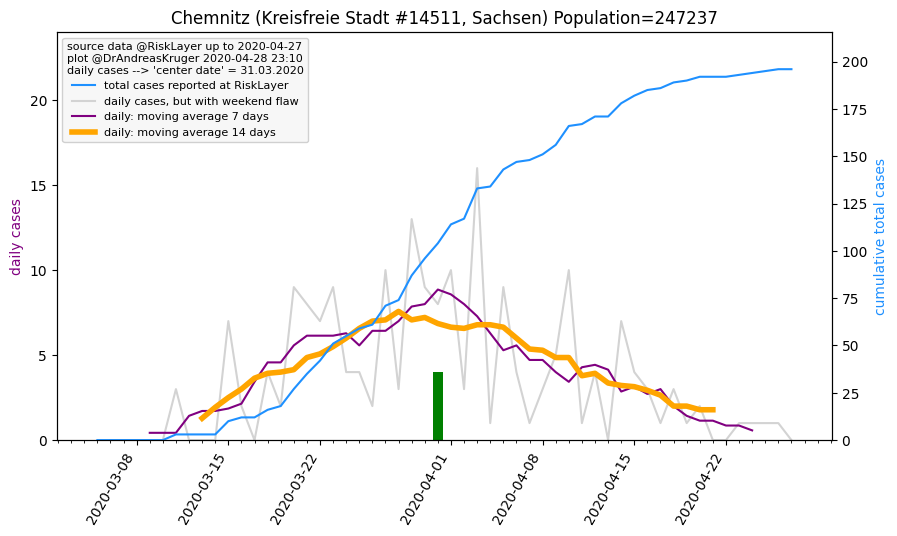 Chemnitz (Kreisfreie Stadt #14511, Sachsen) Population=247237
source data @RiskLayer up to 2020-04-27
plot @DrAndreasKruger 2020-04-28 23:10
daily cases --> 'center date' = 31.03.2020
total cases reported at RiskLayer
daily cases, but with weekend flaw
daily: moving average 7 days
daily: moving average 14 days
daily cases
20
15
10
5
0
200
175
150
125
100
75
50
25
0
cumulative total cases
2020-03-08
2020-03-15
2020-03-22
2020-04-01
2020-04-08
2020-04-15
2020-04-22